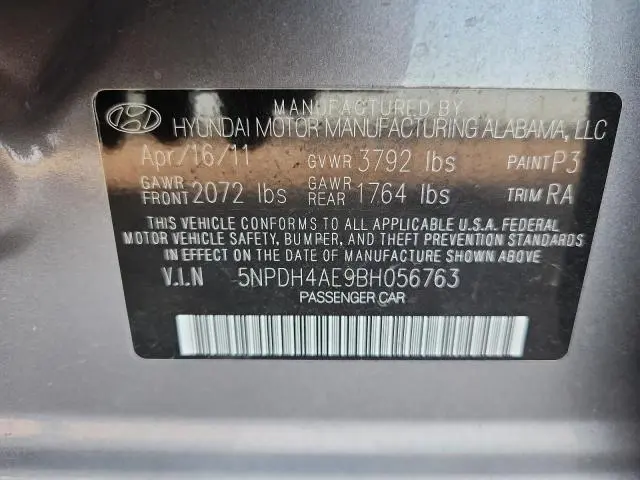 MANUFACTURED BY
HYUNDAI MOTOR MANUFACTURING ALABAMA, LLC
Apr/16/11 GVWR 3792 lbs PAINT P3
GAWR FRONT 2072 lbs GAWR REAR 1764 lbs TRIM RA
THIS VEHICLE CONFORMS TO ALL APPLICABLE U.S.A. FEDERAL
MOTOR VEHICLE SAFETY, BUMPER, AND THEFT PREVENTION STANDARDS
IN EFFECT ON THE DATE OF MANUFACTURE SHOWN ABOVE.
V.I.N 5NPDH4AE9BH056763
PASSENGER CAR